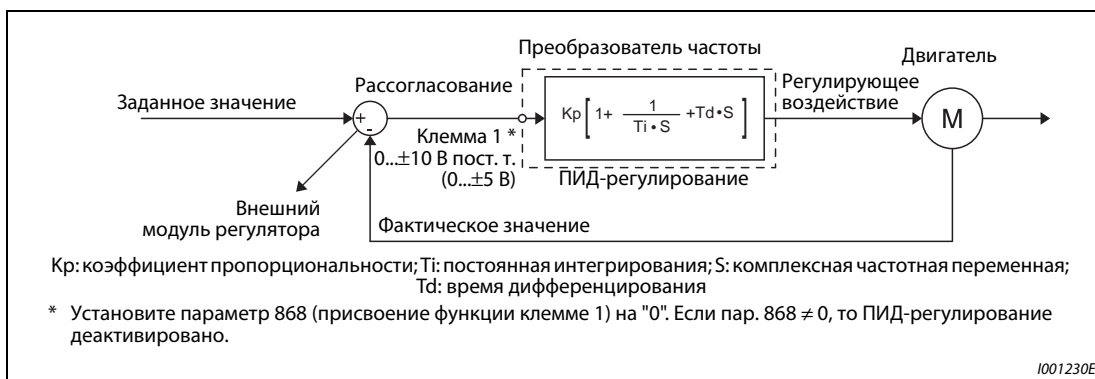 Преобразователь частоты
Двигатель
Заданное значение
Рассогласование
Регулирующее
воздействие
+
-
Kp [ 1+ 1 / Ti • S +Td•S ]
M
Клемма 1 *
0...±10 В пост. т.
(0...±5 В)
ПИД-регулирование
Внешний
модуль регулятора
Фактическое значение
Kp: коэффициент пропорциональности; Ti: постоянная интегрирования; S: комплексная частотная переменная;
Td: время дифференцирования
* Установите параметр 868 (присвоение функции клемме 1) на "0". Если пар. 868 ≠ 0, то ПИД-регулирование
деактивировано.
I001230E